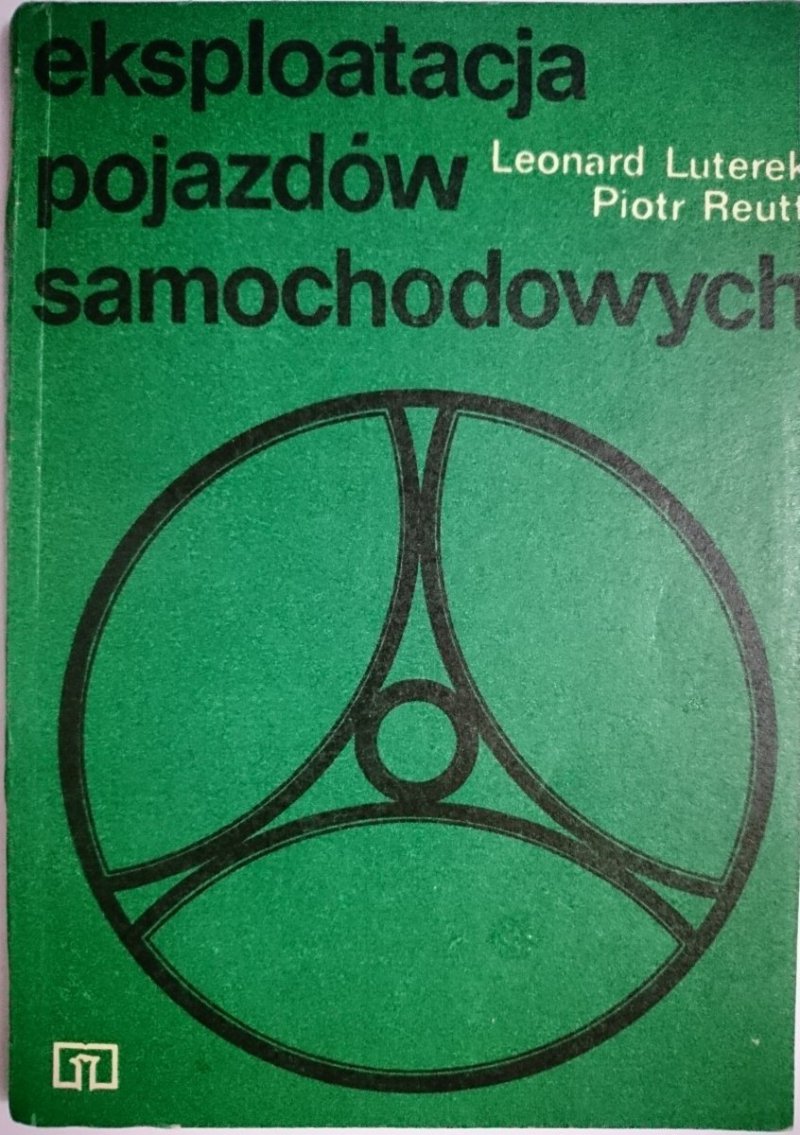 eksploatacja
pojazdów
Leonard Luterek
Piotr Reutt
samochodowych